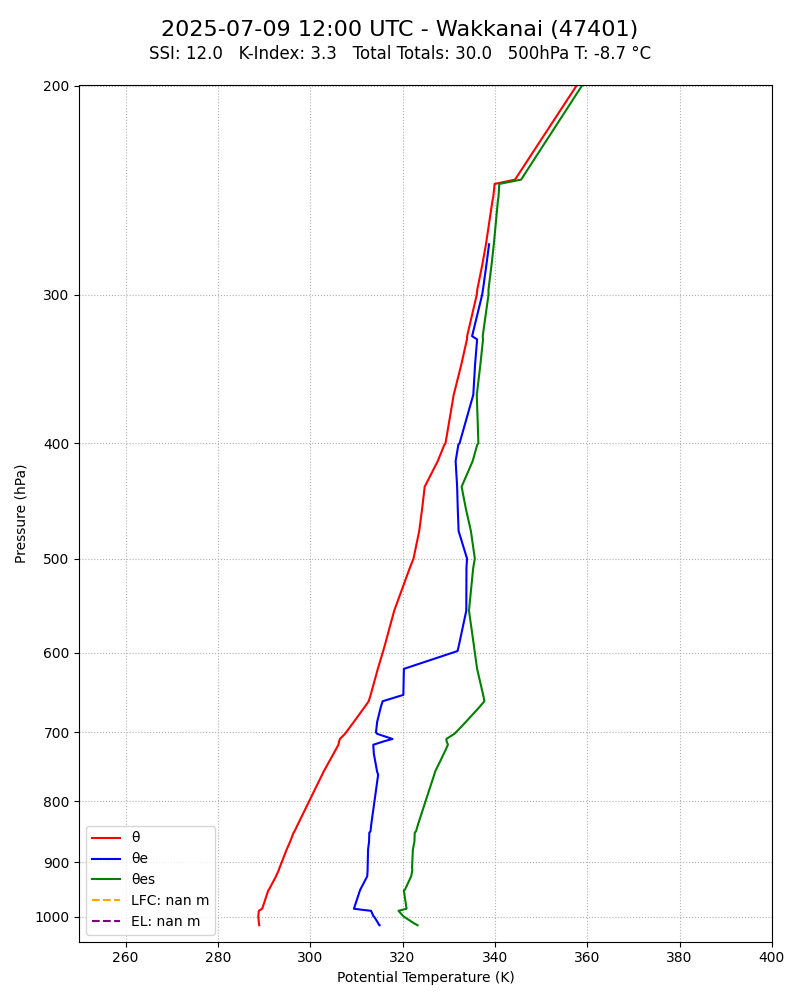 2025-07-09 12:00 UTC - Wakkanai (47401)
SSI: 12.0   K-Index: 3.3   Total Totals: 30.0   500hPa T: -8.7 °C
200
300
400
500
600
700
800
900
1000
Pressure (hPa)
θ
θe
θes
LFC: nan m
EL: nan m
260
280
300
320
340
360
380
400
Potential Temperature (K)